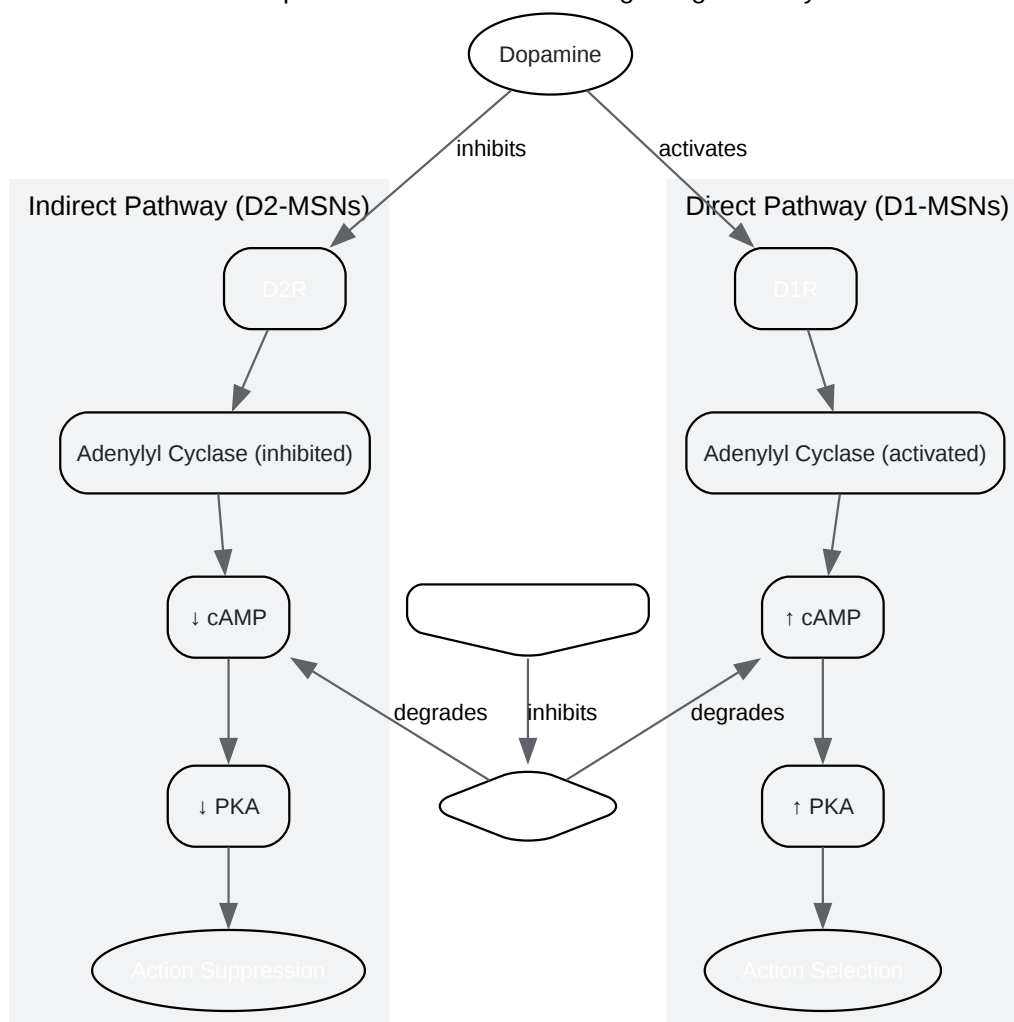 Dopamine
inhibits
activates
Indirect Pathway (D2-MSNs)
Direct Pathway (D1-MSNs)
D2R
D1R
Adenylyl Cyclase (inhibited)
Adenylyl Cyclase (activated)
↓ cAMP
↑ cAMP
degrades
inhibits
degrades
↓ PKA
↑ PKA
Action Suppression
Action Selection